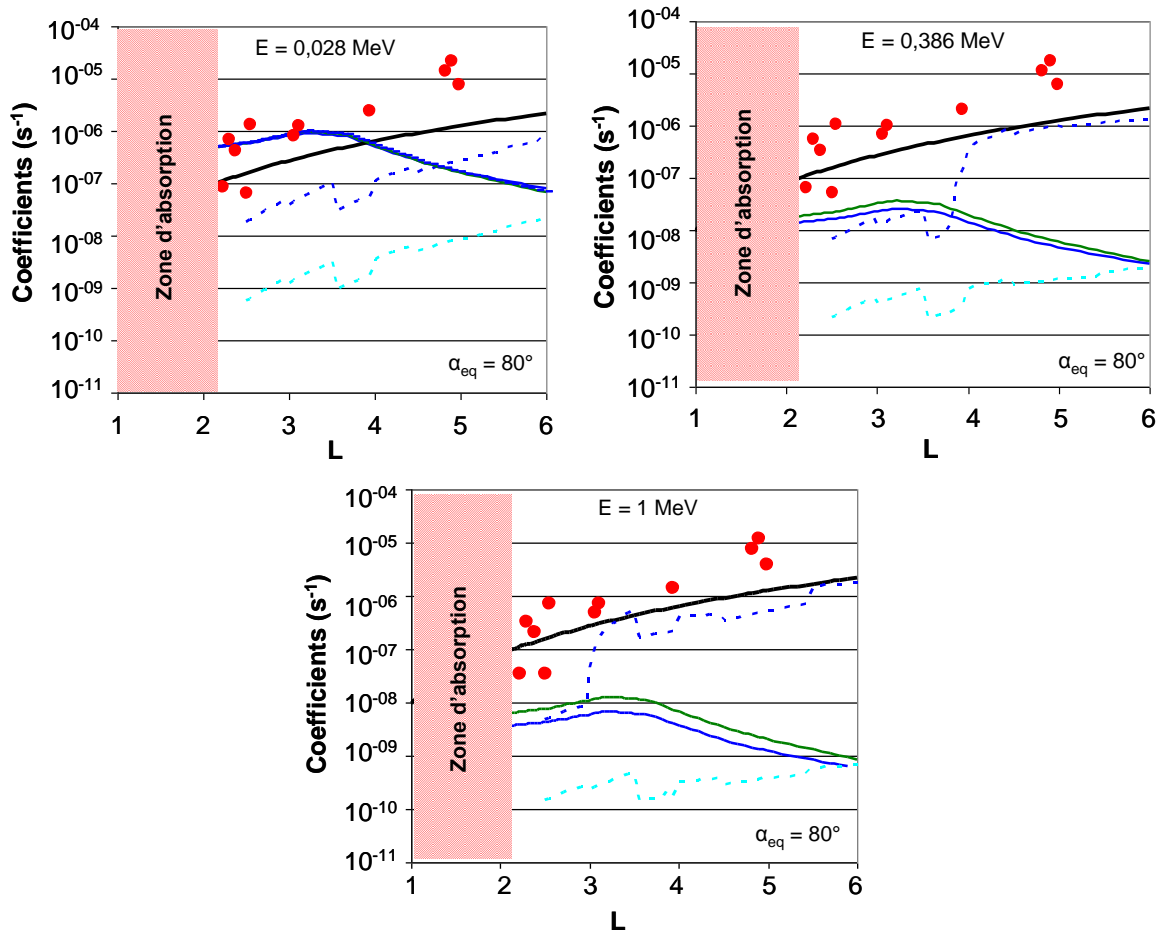 E = 0,028 MeV
Coefficients (s⁻¹)
10⁻⁰⁴
10⁻⁰⁵
10⁻⁰⁶
10⁻⁰⁷
10⁻⁰⁸
10⁻⁰⁹
10⁻¹⁰
10⁻¹¹
Zone d'absorption
αeq = 80°
1 2 3 4 5 6
L
E = 0,386 MeV
Coefficients (s⁻¹)
10⁻⁰⁴
10⁻⁰⁵
10⁻⁰⁶
10⁻⁰⁷
10⁻⁰⁸
10⁻⁰⁹
10⁻¹⁰
10⁻¹¹
Zone d'absorption
αeq = 80°
1 2 3 4 5 6
L
E = 1 MeV
Coefficients (s⁻¹)
10⁻⁰⁴
10⁻⁰⁵
10⁻⁰⁶
10⁻⁰⁷
10⁻⁰⁸
10⁻⁰⁹
10⁻¹⁰
10⁻¹¹
Zone d'absorption
αeq = 80°
1 2 3 4 5 6
L